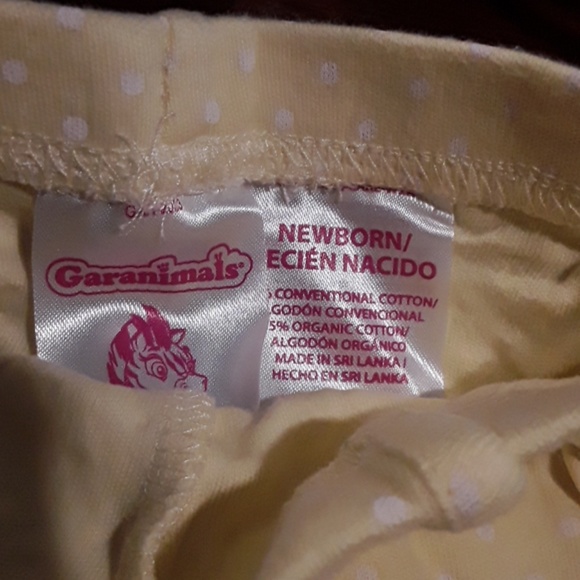 Garanimals®
NEWBORN/
ECIÉN NACIDO
CONVENTIONAL COTTON/
GODÓN CONVENCIONAL
5% ORGANIC COTTON/
ALGODÓN ORGÁNICO
MADE IN SRI LANKA /
HECHO EN SRI LANKA